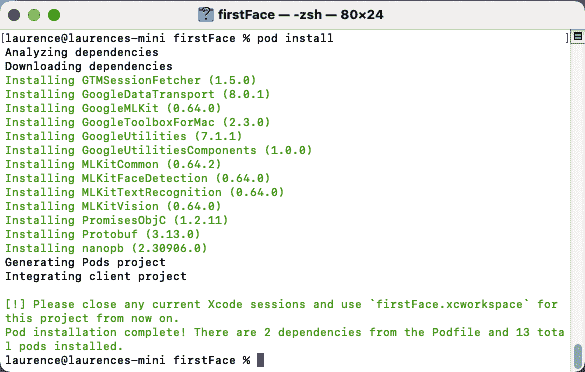 firstFace — -zsh — 80×24
[laurence@laurences-mini firstFace % pod install ]
Analyzing dependencies
Downloading dependencies
Installing GTMSessionFetcher (1.5.0)
Installing GoogleDataTransport (8.0.1)
Installing GoogleMLKit (0.64.0)
Installing GoogleToolboxForMac (2.3.0)
Installing GoogleUtilities (7.1.1)
Installing GoogleUtilitiesComponents (1.0.0)
Installing MLKitCommon (0.64.2)
Installing MLKitFaceDetection (0.64.0)
Installing MLKitTextRecognition (0.64.0)
Installing MLKitVision (0.64.0)
Installing PromisesObjC (1.2.11)
Installing Protobuf (3.13.0)
Installing nanopb (2.30906.0)
Generating Pods project
Integrating client project
[!] Please close any current Xcode sessions and use `firstFace.xcworkspace` for
this project from now on.
Pod installation complete! There are 2 dependencies from the Podfile and 13 tota
l pods installed.
laurence@laurences-mini firstFace %